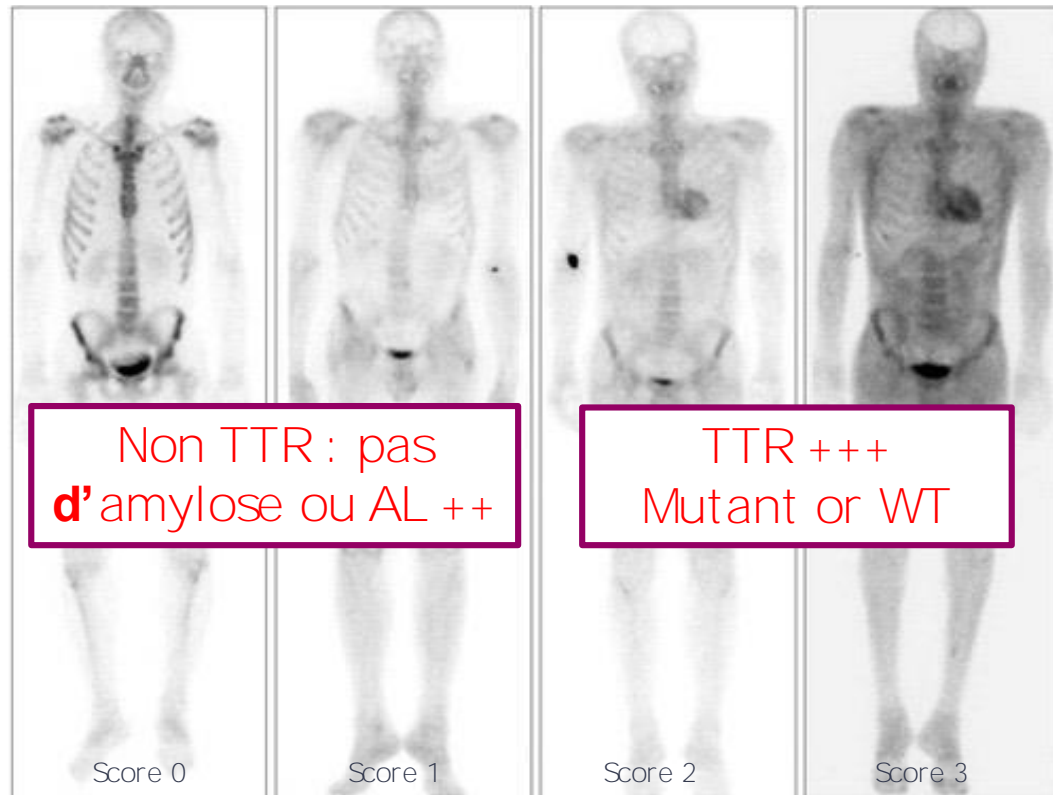 Non TTR : pas
d'amylose ou AL ++
TTR +++
Mutant or WT
Score 0
Score 1
Score 2
Score 3